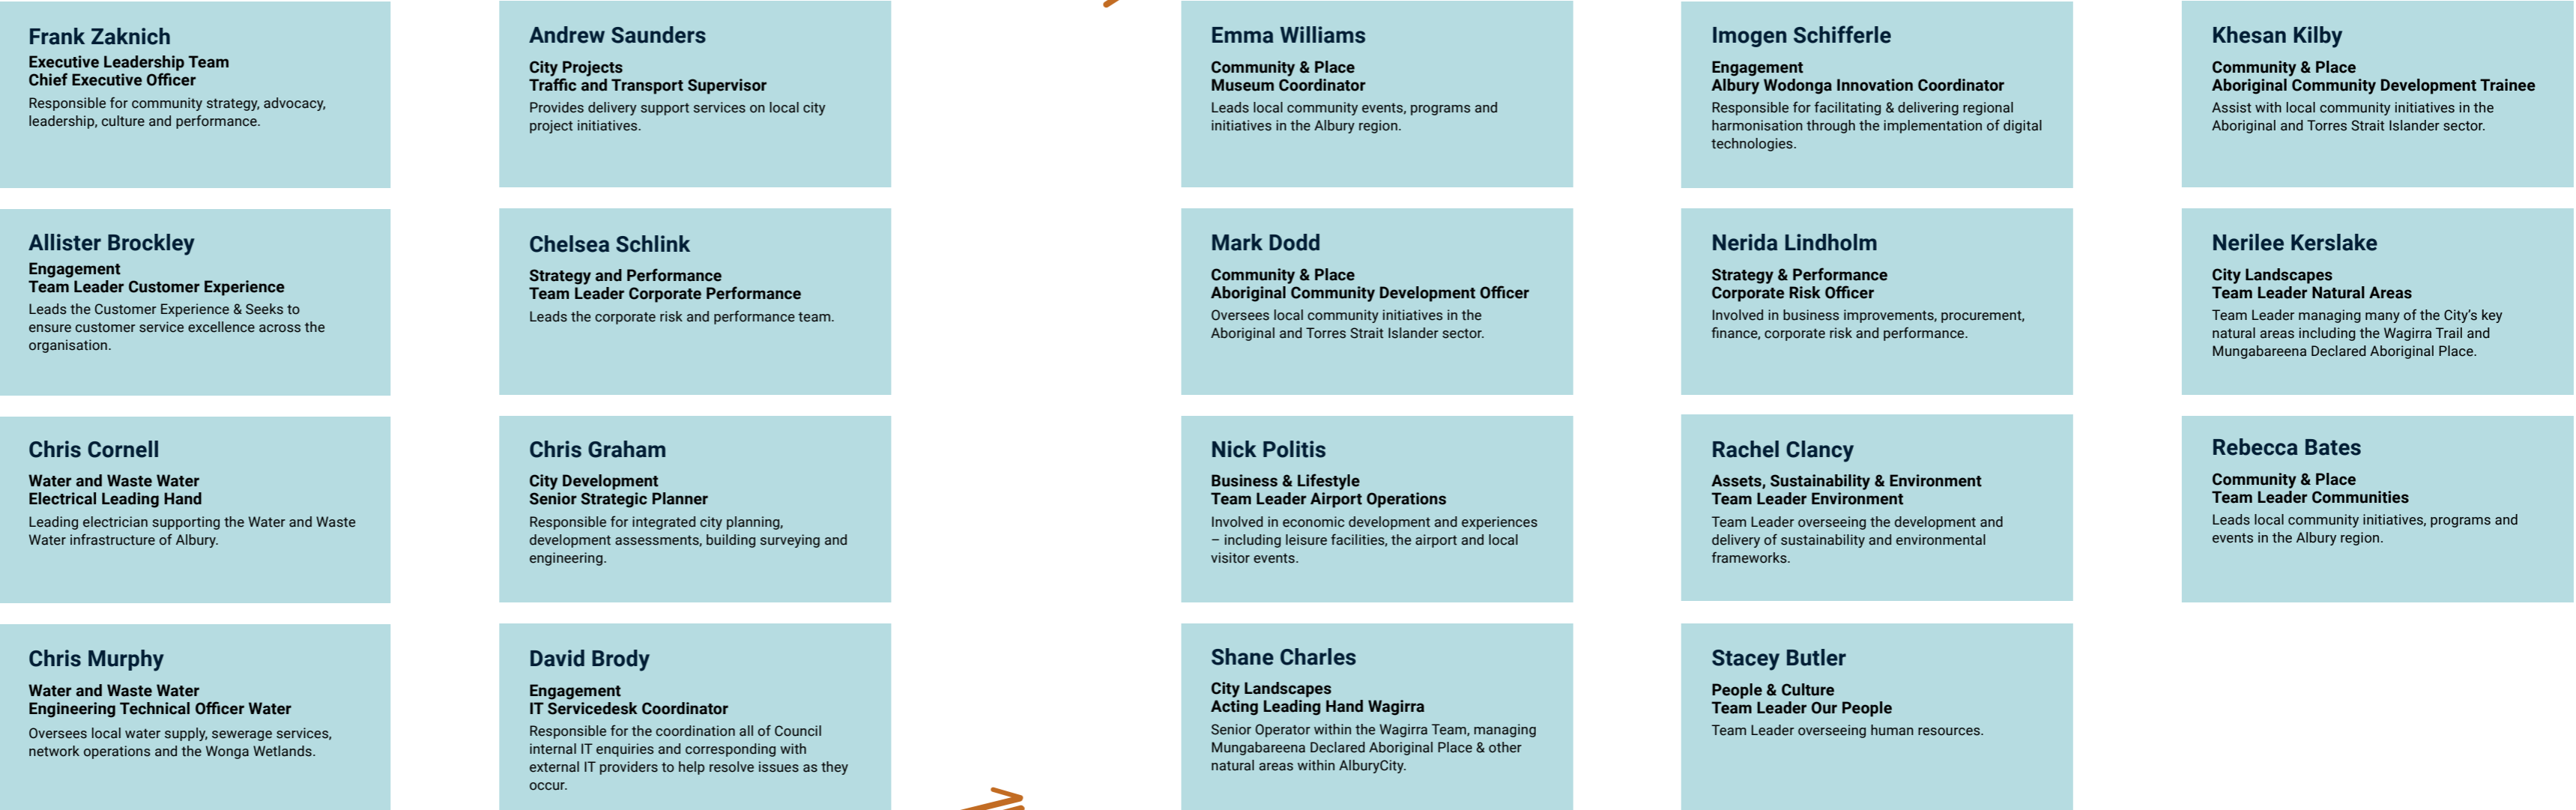 Frank Zaknich
Executive Leadership Team
Chief Executive Officer
Responsible for community strategy, advocacy,
leadership, culture and performance.
Allister Brockley
Engagement
Team Leader Customer Experience
Leads the Customer Experience & Seeks to
ensure customer service excellence across the
organisation.
Chris Cornell
Water and Waste Water
Electrical Leading Hand
Leading electrician supporting the Water and Waste
Water infrastructure of Albury.
Chris Murphy
Water and Waste Water
Engineering Technical Officer Water
Oversees local water supply, sewerage services,
network operations and the Wonga Wetlands.
Andrew Saunders
City Projects
Traffic and Transport Supervisor
Provides delivery support services on local city
project initiatives.
Chelsea Schlink
Strategy and Performance
Team Leader Corporate Performance
Leads the corporate risk and performance team.
Chris Graham
City Development
Senior Strategic Planner
Responsible for integrated city planning,
development assessments, building surveying and
engineering.
David Brody
Engagement
IT Servicedesk Coordinator
Responsible for the coordination all of Council
internal IT enquiries and corresponding with
external IT providers to help resolve issues as they
occur.
Emma Williams
Community & Place
Museum Coordinator
Leads local community events, programs and
initiatives in the Albury region.
Mark Dodd
Community & Place
Aboriginal Community Development Officer
Oversees local community initiatives in the
Aboriginal and Torres Strait Islander sector.
Nick Politis
Business & Lifestyle
Team Leader Airport Operations
Involved in economic development and experiences
– including leisure facilities, the airport and local
visitor events.
Shane Charles
City Landscapes
Acting Leading Hand Wagirra
Senior Operator within the Wagirra Team, managing
Mungabareena Declared Aboriginal Place & other
natural areas within AlburyCity.
Imogen Schifferle
Engagement
Albury Wodonga Innovation Coordinator
Responsible for facilitating & delivering regional
harmonisation through the implementation of digital
technologies.
Nerida Lindholm
Strategy & Performance
Corporate Risk Officer
Involved in business improvements, procurement,
finance, corporate risk and performance.
Rachel Clancy
Assets, Sustainability & Environment
Team Leader Environment
Team Leader overseeing the development and
delivery of sustainability and environmental
frameworks.
Stacey Butler
People & Culture
Team Leader Our People
Team Leader overseeing human resources.
Khesan Kilby
Community & Place
Aboriginal Community Development Trainee
Assist with local community initiatives in the
Aboriginal and Torres Strait Islander sector.
Nerilee Kerslake
City Landscapes
Team Leader Natural Areas
Team Leader managing many of the City’s key
natural areas including the Wagirra Trail and
Mungabareena Declared Aboriginal Place.
Rebecca Bates
Community & Place
Team Leader Communities
Leads local community initiatives, programs and
events in the Albury region.